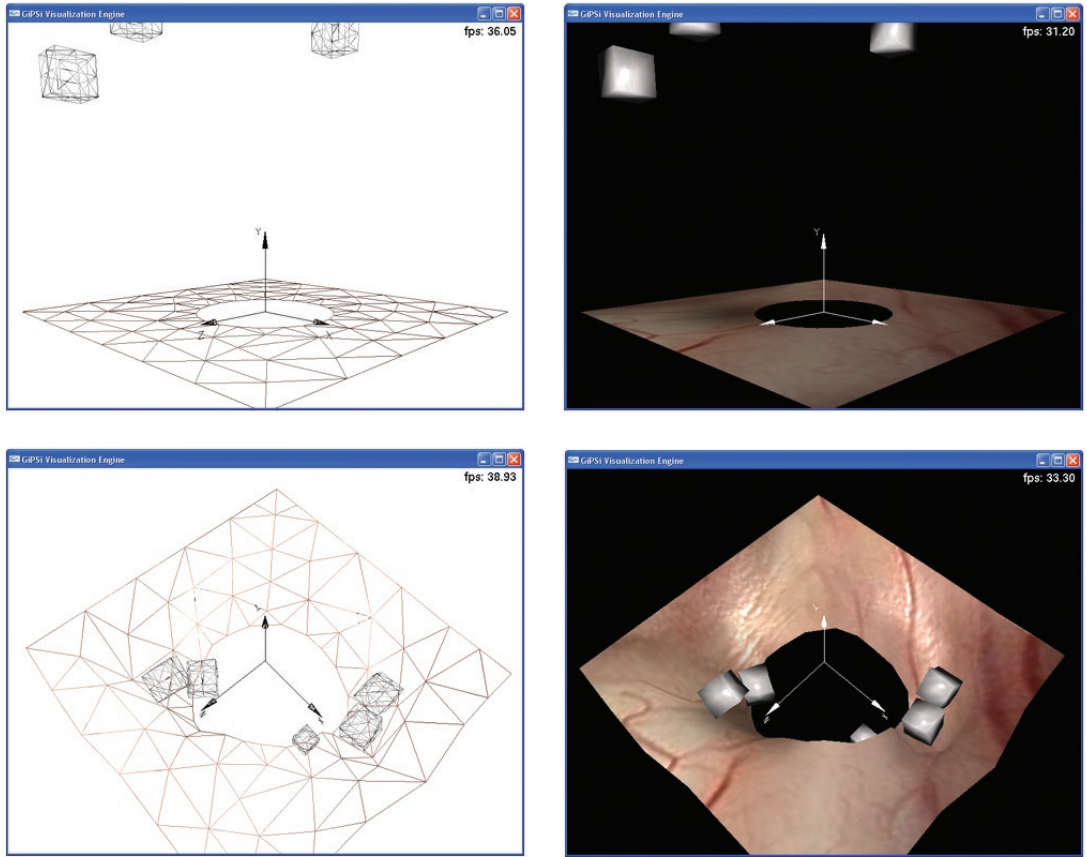 GiPSi Visualization Engine
fps: 36.05
Y
Z
X
GiPSi Visualization Engine
fps: 31.20
Y
GiPSi Visualization Engine
fps: 38.93
GiPSi Visualization Engine
fps: 33.30